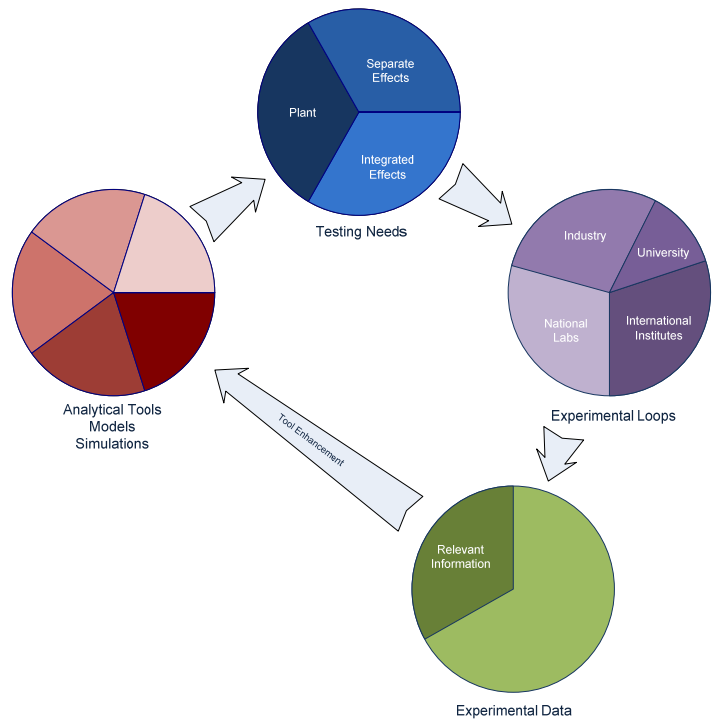 Separate
Effects
Plant
Integrated
Effects
Testing Needs
Industry
University
National
Labs
International
Institutes
Experimental Loops
Analytical Tools
Models
Simulations
Tool Enhancement
Relevant
Information
Experimental Data